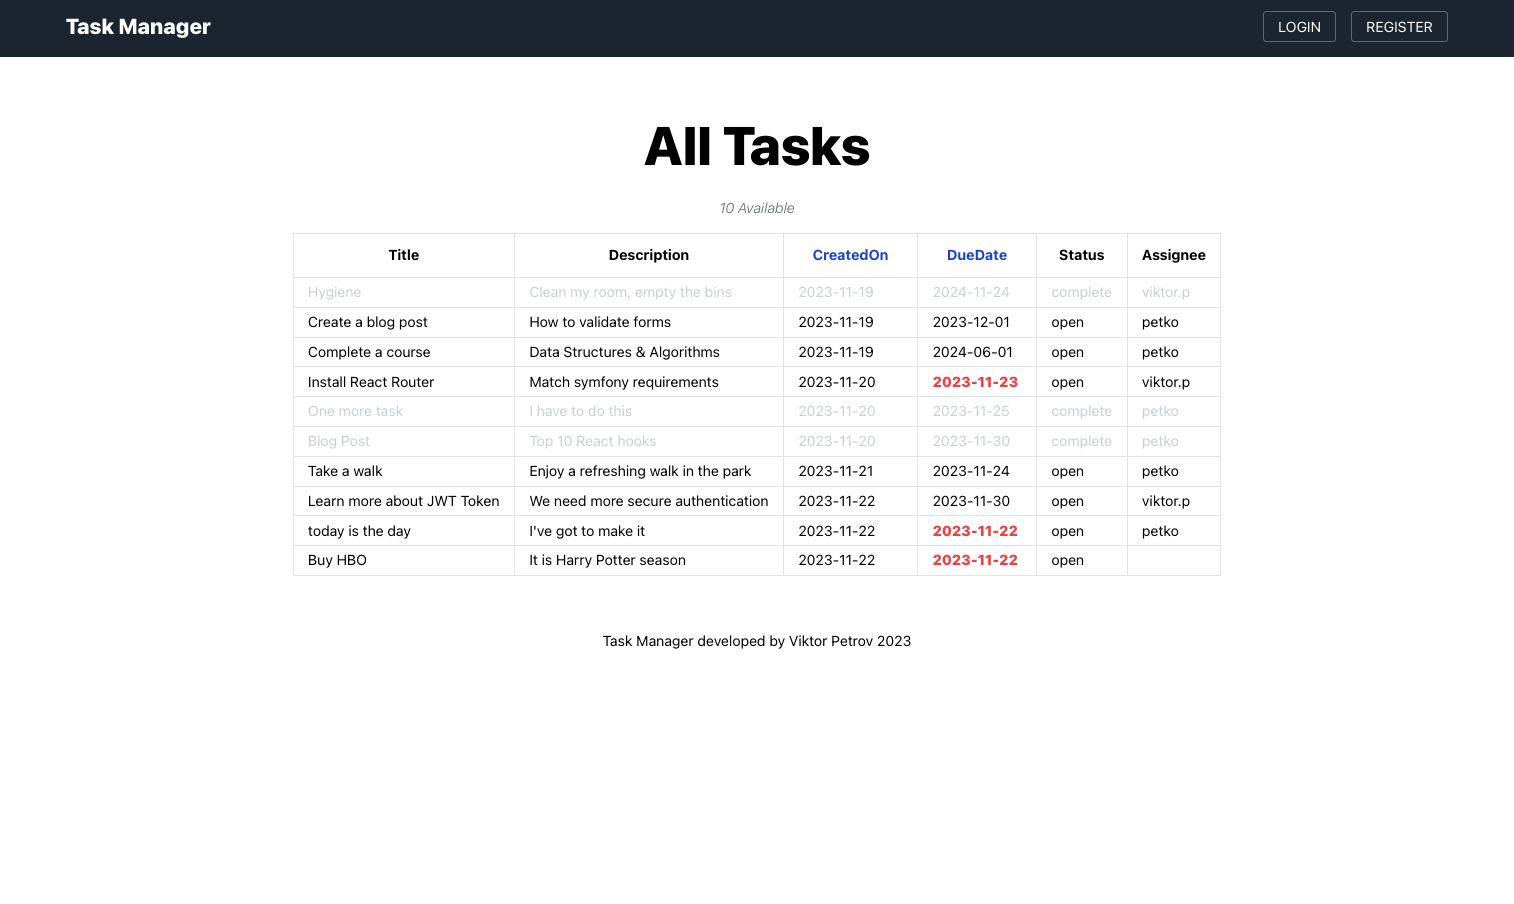 Task Manager LOGIN REGISTER
All Tasks
10 Available
Title Description CreatedOn DueDate Status Assignee
Hygiene Clean my room, empty the bins 2023-11-19 2024-11-24 complete viktor.p
Create a blog post How to validate forms 2023-11-19 2023-12-01 open petko
Complete a course Data Structures & Algorithms 2023-11-19 2024-06-01 open petko
Install React Router Match symfony requirements 2023-11-20 2023-11-23 open viktor.p
One more task I have to do this 2023-11-20 2023-11-25 complete petko
Blog Post Top 10 React hooks 2023-11-20 2023-11-30 complete petko
Take a walk Enjoy a refreshing walk in the park 2023-11-21 2023-11-24 open petko
Learn more about JWT Token We need more secure authentication 2023-11-22 2023-11-30 open viktor.p
today is the day I've got to make it 2023-11-22 2023-11-22 open petko
Buy HBO It is Harry Potter season 2023-11-22 2023-11-22 open
Task Manager developed by Viktor Petrov 2023